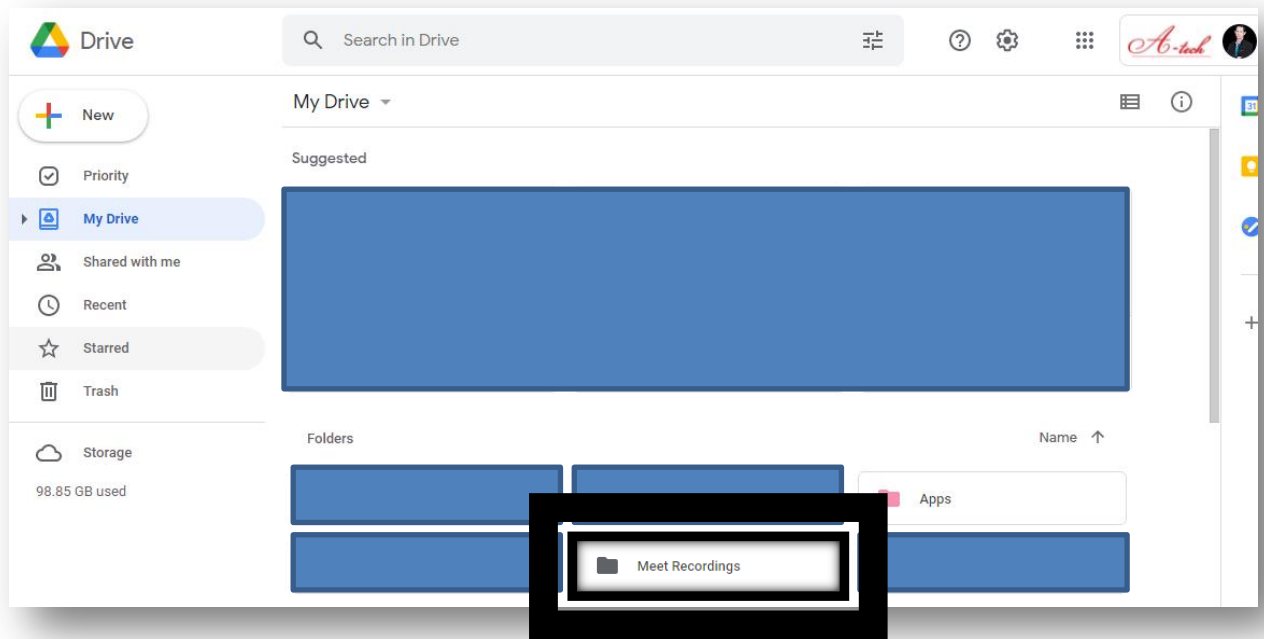 Drive
Search in Drive
A-tech
New
Priority
My Drive
Shared with me
Recent
Starred
Trash
Storage
98.85 GB used
My Drive
Suggested
Folders
Name
Apps
Meet Recordings
31